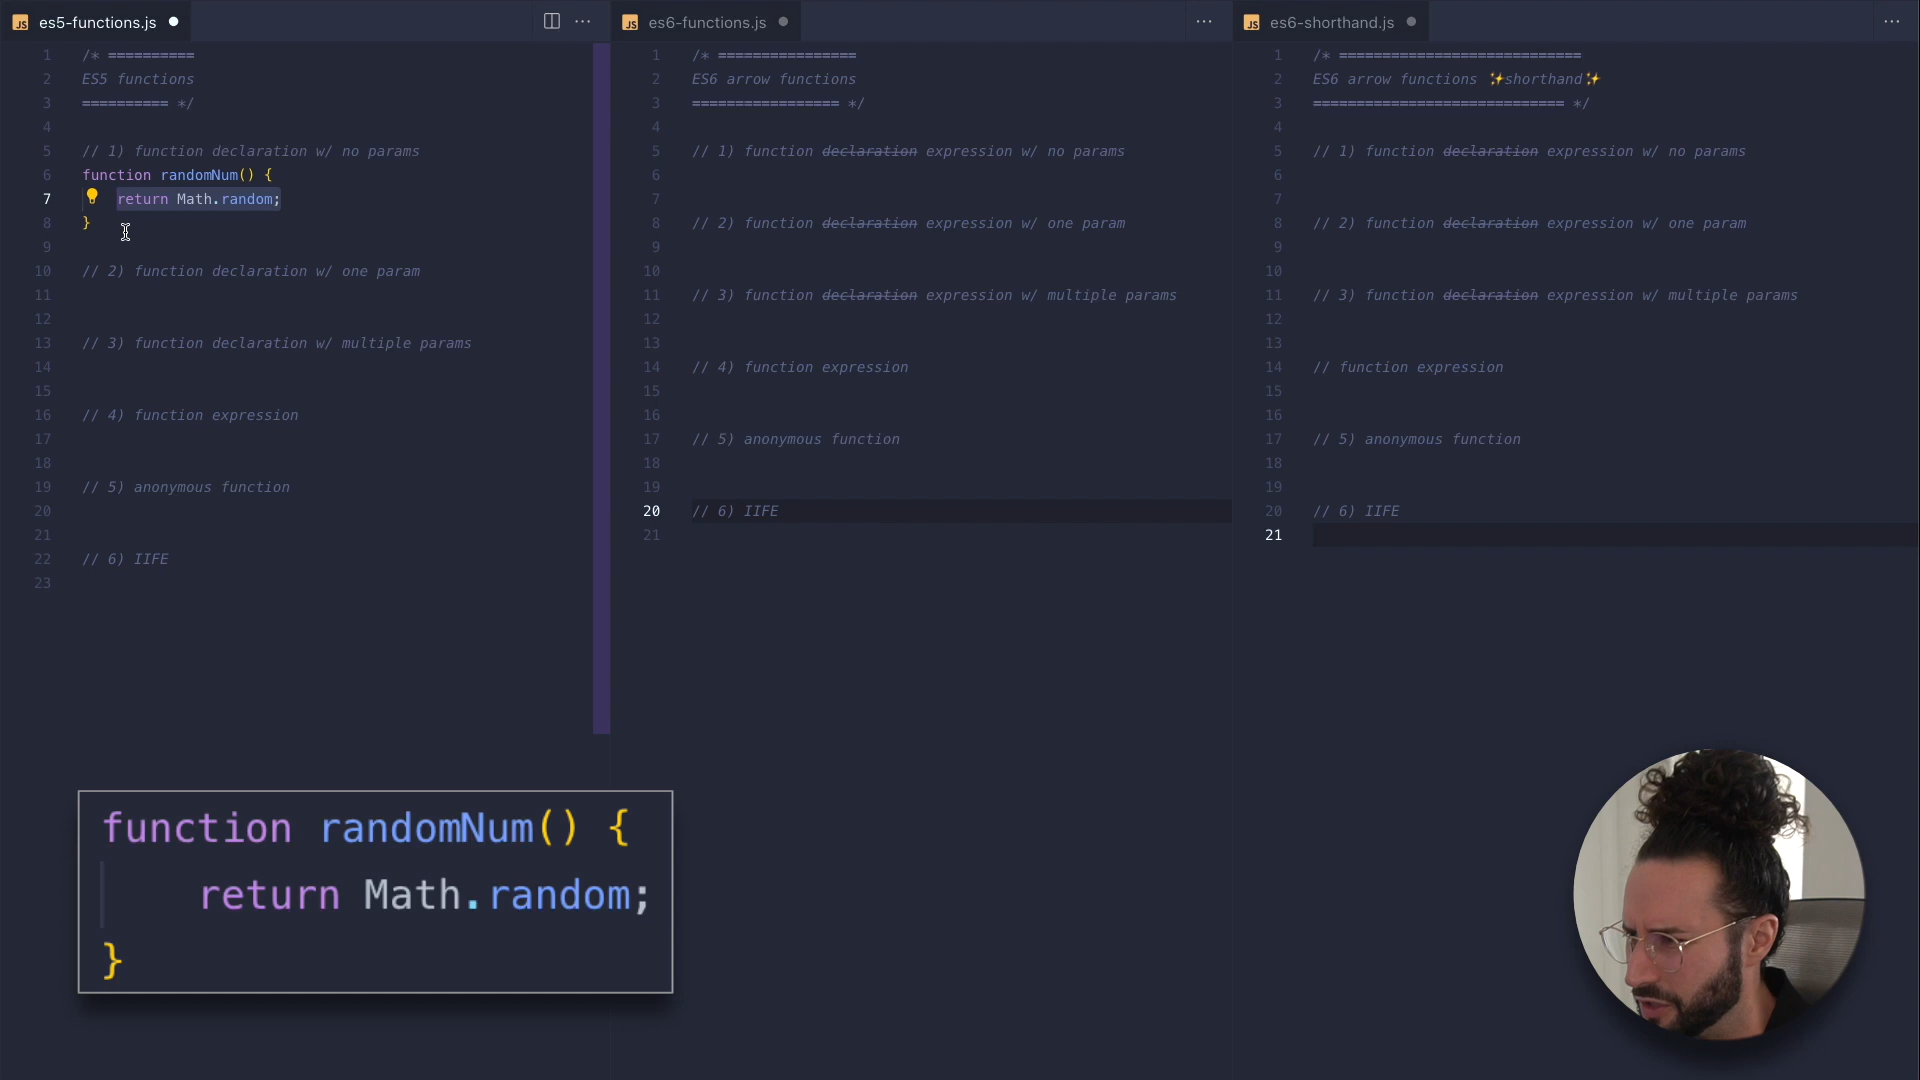 es5-functions.js
1 /* ==========
2 ES5 functions
3 ========== */
4
5 // 1) function declaration w/ no params
6 function randomNum() {
7 return Math.random;
8 }
9
10 // 2) function declaration w/ one param
11
12
13 // 3) function declaration w/ multiple params
14
15
16 // 4) function expression
17
18
19 // 5) anonymous function
20
21
22 // 6) IIFE
23
function randomNum() {
return Math.random;
}
es6-functions.js
1 /* ================
2 ES6 arrow functions
3 ================= */
4
5 // 1) function declaration expression w/ no params
6
7
8 // 2) function declaration expression w/ one param
9
10
11 // 3) function declaration expression w/ multiple params
12
13
14 // 4) function expression
15
16
17 // 5) anonymous function
18
19
20 // 6) IIFE
21
es6-shorthand.js
1 /* ============================
2 ES6 arrow functions ✨shorthand✨
3 ============================= */
4
5 // 1) function declaration expression w/ no params
6
7
8 // 2) function declaration expression w/ one param
9
10
11 // 3) function declaration expression w/ multiple params
12
13
14 // function expression
15
16
17 // 5) anonymous function
18
19
20 // 6) IIFE
21